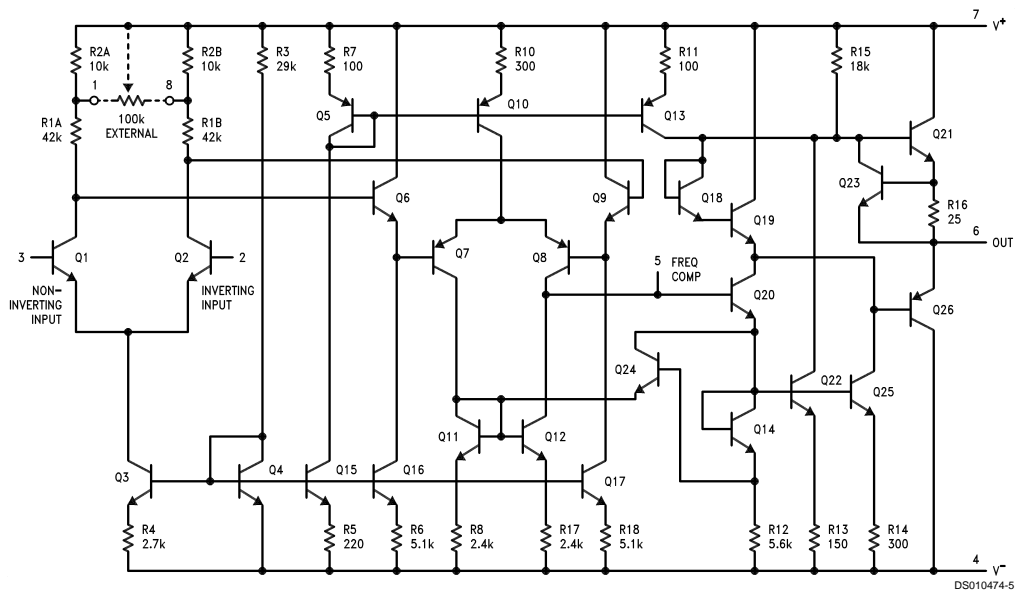 7 V+
R2A
10k
R2B
10k
R3
29k
R7
100
R10
300
R11
100
R15
18k
1
8
100k
EXTERNAL
R1A
42k
R1B
42k
Q5
Q10
Q13
Q21
Q6
Q9
Q18
Q23
Q19
R16
25
3
Q1
Q2
2
Q7
Q8
5
FREQ
COMP
6
OUT
NON-
INVERTING
INPUT
INVERTING
INPUT
Q20
Q26
Q24
Q22
Q25
Q11
Q12
Q14
Q3
Q4
Q15
Q16
Q17
R4
2.7k
R5
220
R6
5.1k
R8
2.4k
R17
2.4k
R18
5.1k
R12
5.6k
R13
150
R14
300
4 V-
DS010474-5